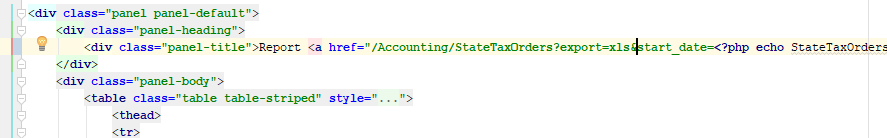 <div class="panel panel-default">
<div class="panel-heading">
<div class="panel-title">Report <a href="/Accounting/StateTaxOrders?export=xls&start_date=<?php echo StateTaxOrders
</div>
<div class="panel-body">
<table class="table table-striped" style="...">
<thead>
<tr>